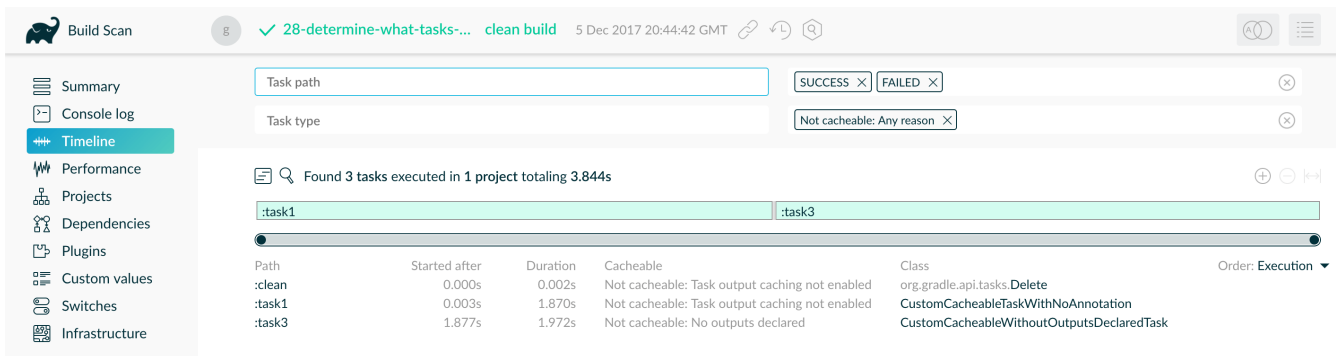 Build Scan
g 28-determine-what-tasks-... clean build 5 Dec 2017 20:44:42 GMT
Summary
Console log
Timeline
Performance
Projects
Dependencies
Plugins
Custom values
Switches
Infrastructure
Task path
SUCCESS FAILED
Task type
Not cacheable: Any reason
Found 3 tasks executed in 1 project totaling 3.844s
:task1 :task3
Path Started after Duration Cacheable Class Order: Execution
:clean 0.000s 0.002s Not cacheable: Task output caching not enabled org.gradle.api.tasks.Delete
:task1 0.003s 1.870s Not cacheable: Task output caching not enabled CustomCacheableTaskWithNoAnnotation
:task3 1.877s 1.972s Not cacheable: No outputs declared CustomCacheableWithoutOutputsDeclaredTask